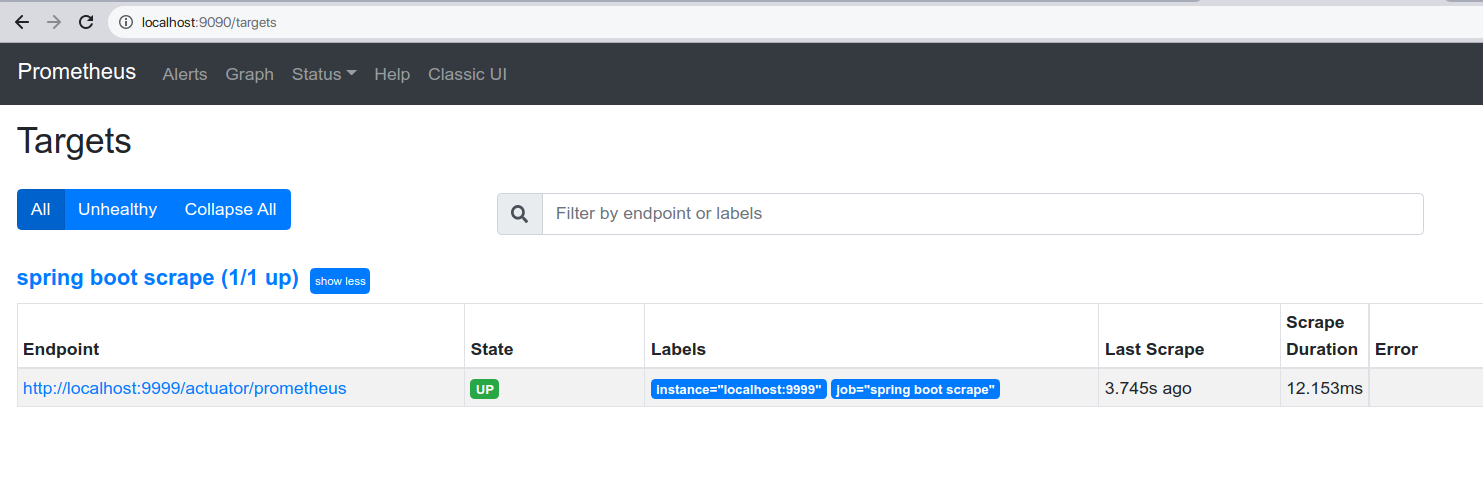 localhost:9090/targets
Prometheus Alerts Graph Status Help Classic UI
Targets
All Unhealthy Collapse All Filter by endpoint or labels
spring boot scrape (1/1 up) show less
Endpoint State Labels Last Scrape Scrape Duration Error
http://localhost:9999/actuator/prometheus UP instance="localhost:9999" job="spring boot scrape" 3.745s ago 12.153ms